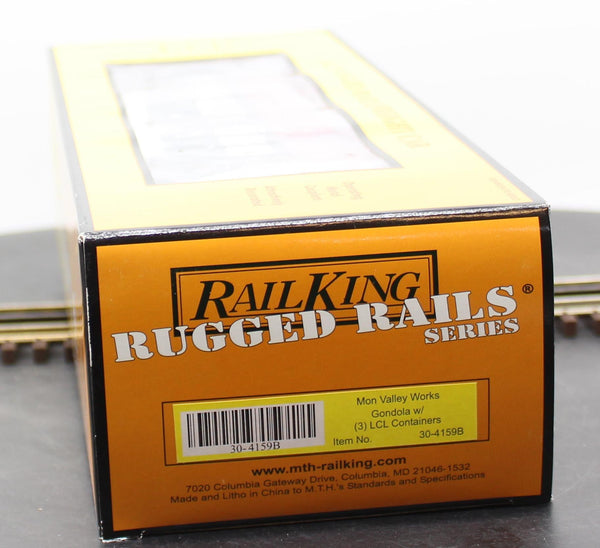 RAILKING
RUGGED RAILS®
SERIES
Mon Valley Works
Gondola w/
(3) LCL Containers
Item No. 30-4159B
30-4159B
www.mth-railking.com
7020 Columbia Gateway Drive, Columbia, MD 21046-1532
Made and Litho in China to M.T.H.'s Standards and Specifications